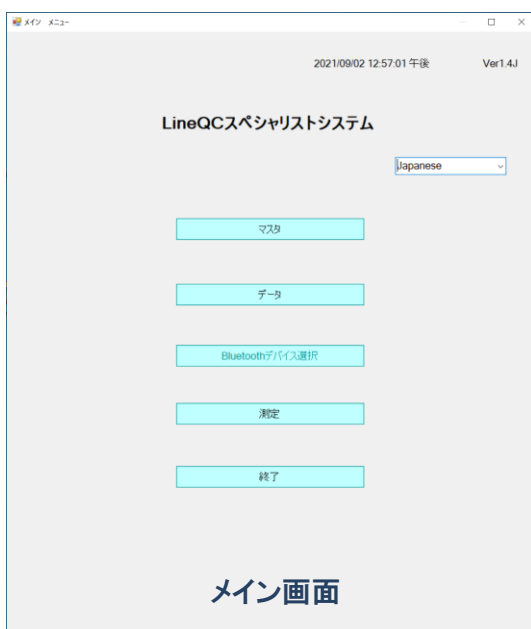 メイン メニュー
2021/09/02 12:57:01 午後 Ver1.4J
LineQCスペシャリストシステム
Japanese
マスタ
データ
Bluetoothデバイス選択
測定
終了
メイン画面